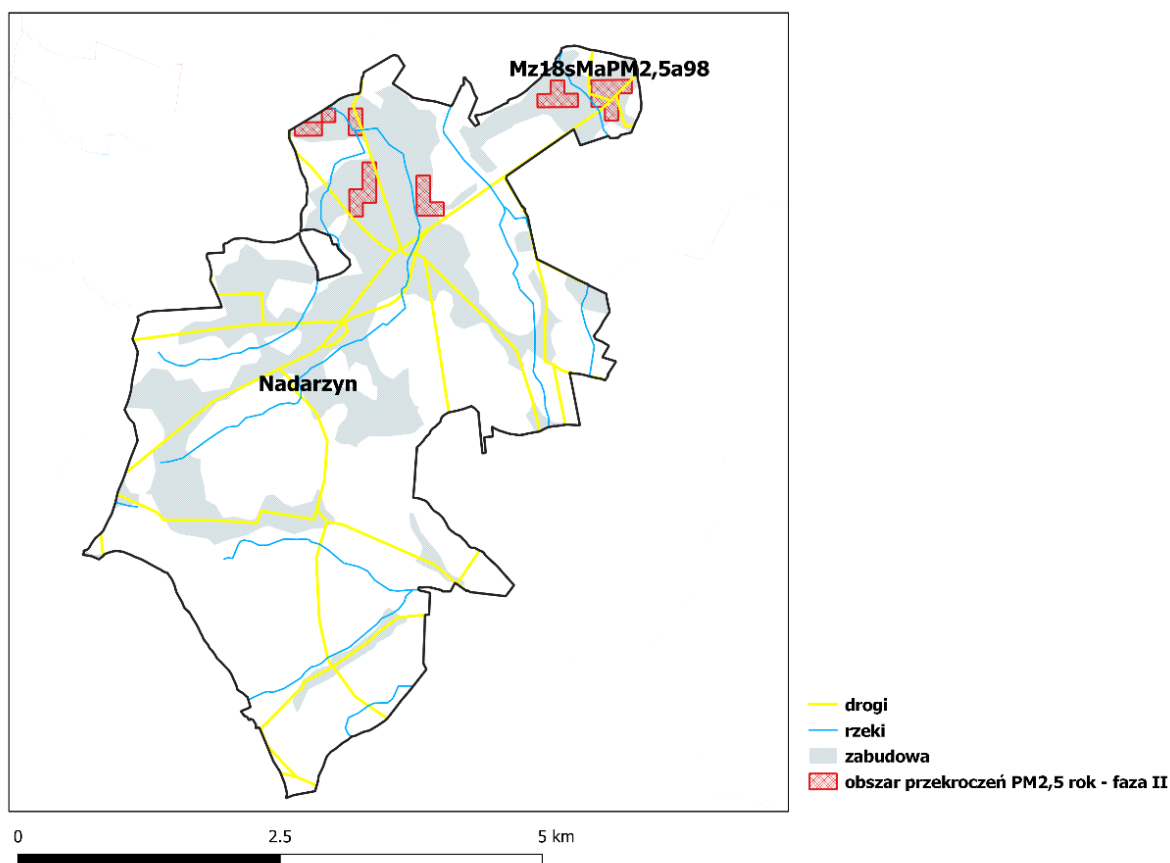 Mz18sMaPM2,5a98
Nadarzyn
drogi
rzeki
zabudowa
obszar przekroczeń PM2,5 rok - faza II
0 2.5 5 km